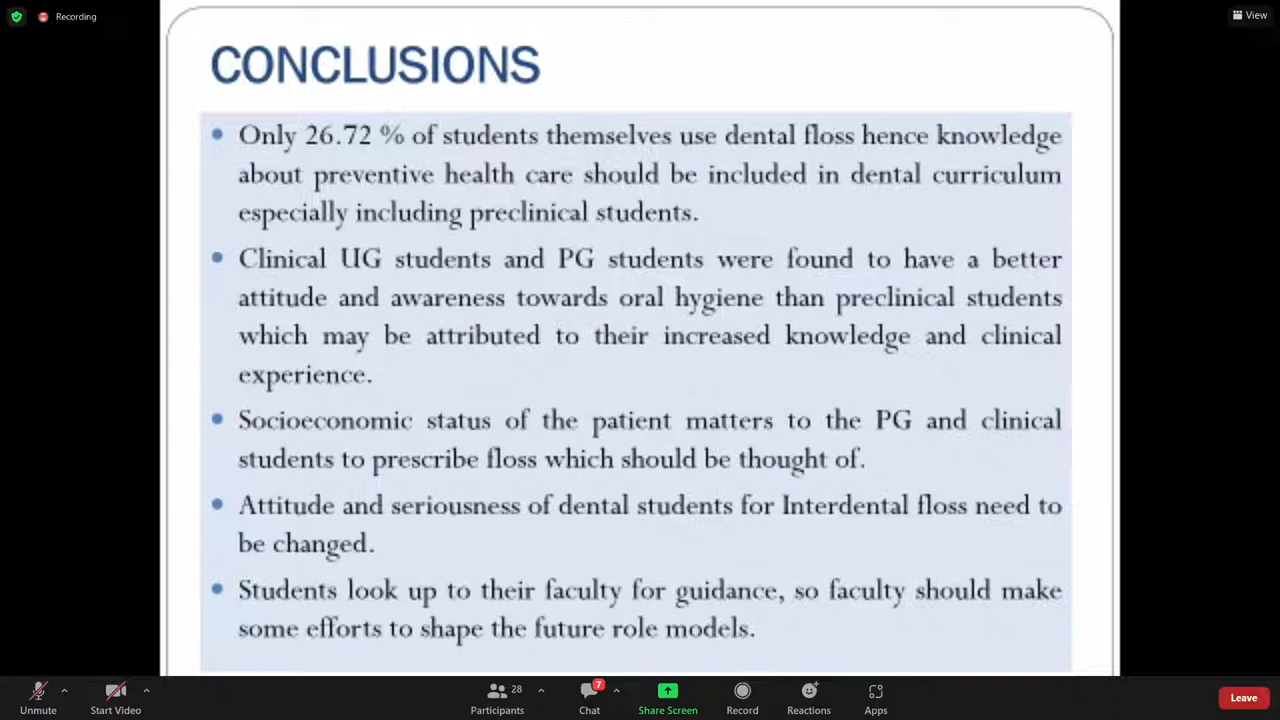 Recording
View
CONCLUSIONS
• Only 26.72 % of students themselves use dental floss hence knowledge
about preventive health care should be included in dental curriculum
especially including preclinical students.
• Clinical UG students and PG students were found to have a better
attitude and awareness towards oral hygiene than preclinical students
which may be attributed to their increased knowledge and clinical
experience.
• Socioeconomic status of the patient matters to the PG and clinical
students to prescribe floss which should be thought of.
• Attitude and seriousness of dental students for Interdental floss need to
be changed.
• Students look up to their faculty for guidance, so faculty should make
some efforts to shape the future role models.
28
7
Unmute
Start Video
Participants
Chat
Share Screen
Record
Reactions
Apps
Leave